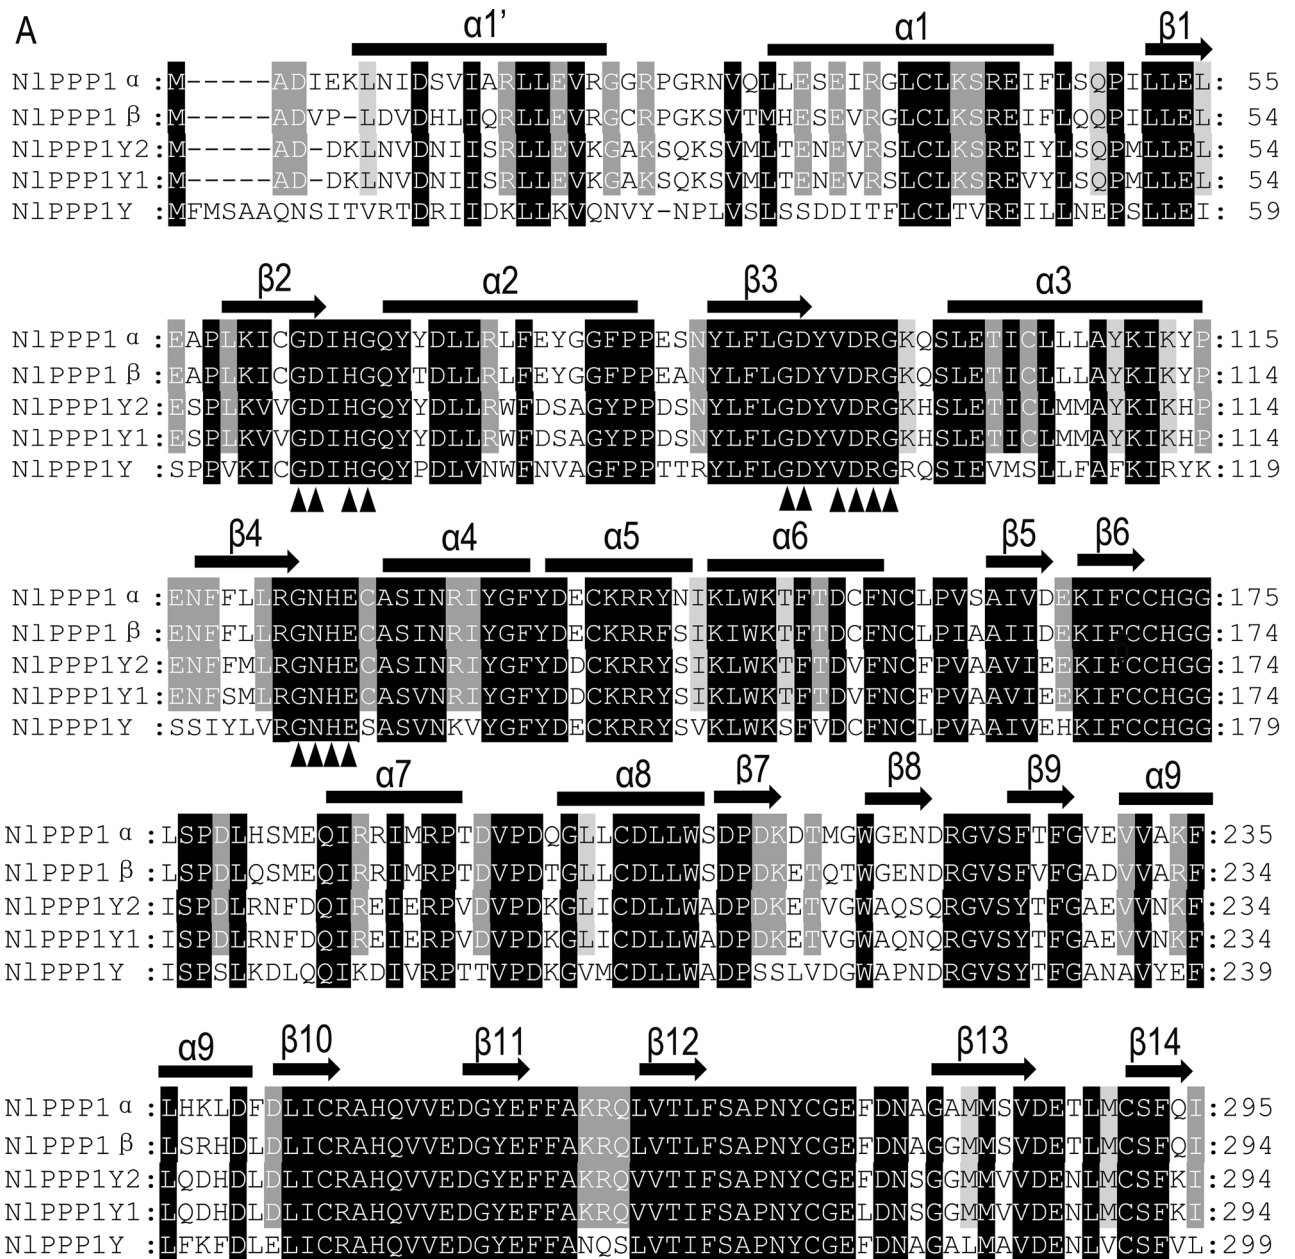 A
α1’ α1 β1
NlPPP1α :M-----ADIEKLNIDSVIARLLEVRGGRPGRNVQLLESEIRGLCLKSREIFLSQPILLEL: 55
NlPPP1β :M-----ADVP-LDVDHLIQRLLEVRGCRPGKSVTMHESEVRGLCLKSREIFLQQPILLEL: 54
NlPPP1Y2:M-----AD-DKLNVDNIISRLLEVKGAKSQKSVMLTENEVRSLCLKSREIYLSQPMLLEL: 54
NlPPP1Y1:M-----AD-DKLNVDNIISRLLEVKGAKSQKSVMLTENEVRSLCLKSREVYLSQPMLLEL: 54
NlPPP1Y :MFMSAAQNSITVRTDRIIDKLLKVQNVY-NPLVSLSSDDITFLCLTVREILLNEPSLLEI: 59
β2 α2 β3 α3
NlPPP1α :EAPLKICGDIHGQYYDLLRLFEYGGFPPESNYLFLGDYVDRGKQSLETICLLLAYKIKYP:115
NlPPP1β :EAPLKICGDIHGQYTDLLRLFEYGGFPPEANYLFLGDYVDRGKQSLETICLLLAYKIKYP:114
NlPPP1Y2:ESPLKVVGDIHGQYYDLLRWFDSAGYPPDSNYLFLGDYVDRGKHSLETICLMMAYKIKHP:114
NlPPP1Y1:ESPLKVVGDIHGQYYDLLRWFDSAGYPPDSNYLFLGDYVDRGKHSLETICLMMAYKIKHP:114
NlPPP1Y :SPPVKICGDIHGQYPDLVNWFNVAGFPPTTRYLFLGDYVDRGRQSIEVMSLLFAFKIRYK:119
β4 α4 α5 α6 β5 β6
NlPPP1α :ENFFLLRGNHECASINRIYGFYDECKRRYNIKLWKTFTDCFNCLPVSAIVDEKIFCCHGG:175
NlPPP1β :ENFFLLRGNHECASINRIYGFYDECKRRFSIKIWKTFTDCFNCLPIAAIIDEKIFCCHGG:174
NlPPP1Y2:ENFFMLRGNHECASINRIYGFYDDCKRRYSIKLWKTFTDVFNCFPVAAVIEEKIFCCHGG:174
NlPPP1Y1:ENFSMLRGNHECASVNRIYGFYDDCKRRYSIKLWKTFTDVFNCFPVAAVIEEKIFCCHGG:174
NlPPP1Y :SSIYLVRGNHESASVNKVYGFYDECKRRYSVKLWKSFVDCFNCLPVAAIVEHKIFCCHGG:179
α7 α8 β7 β8 β9 α9
NlPPP1α :LSPDLHSMEQIRRIMRPTDVPDQGLLCDLLWSDPDKDTMGWGENDRGVSFTFGVEVVAKF:235
NlPPP1β :LSPDLQSMEQIRRIMRPTDVPDTGLLCDLLWSDPDKETQTWGENDRGVSFVFGADVVARF:234
NlPPP1Y2:ISPDLRNFDQIREIERPVDVPDKGLICDLLWADPDKETVGWAQSQRGVSYTFGAEVVNKF:234
NlPPP1Y1:ISPDLRNFDQIREIERPVDVPDKGLICDLLWADPDKETVGWAQNQRGVSYTFGAEVVNKF:234
NlPPP1Y :ISPSLKDLQQIKDIVRPTTVPDKGVMCDLLWADPSSLVDGWAPNDRGVSYTFGANAVYEF:239
α9 β10 β11 β12 β13 β14
NlPPP1α :LHKLDFDLICRAHQVVEDGYEFFAKRQLVTLFSAPNYCGEFDNAGAMMSVDETLMCSFQI:295
NlPPP1β :LSRHDLDLICRAHQVVEDGYEFFAKRQLVTLFSAPNYCGEFDNAGGMMSVDETLMCSFQI:294
NlPPP1Y2:LQDHDLDLICRAHQVVEDGYEFFAKRQVVTIFSAPNYCGEFDNSGGMMVVDENLMCSFKI:294
NlPPP1Y1:LQDHDLDLICRAHQVVEDGYEFFAKRQVVTIFSAPNYCGELDNSGGMMVVDENLMCSFKI:294
NlPPP1Y :LFKFDLELICRAHQVVEDGYEFFANQSLVTIFSAPNYCGEFDNAGALMAVDENLVCSFVL:299